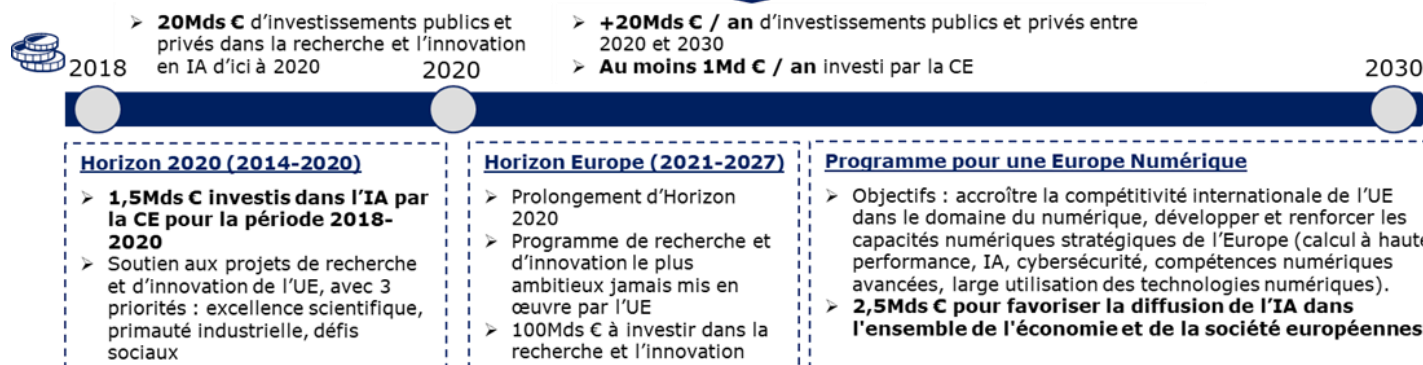 ➢ 20Mds € d’investissements publics et
privés dans la recherche et l’innovation
en IA d’ici à 2020
➢ +20Mds € / an d’investissements publics et privés entre
2020 et 2030
➢ Au moins 1Md € / an investi par la CE
2018
2020
2030
Horizon 2020 (2014-2020)
➢ 1,5Mds € investis dans l’IA par
la CE pour la période 2018-
2020
➢ Soutien aux projets de recherche
et d’innovation de l’UE, avec 3
priorités : excellence scientifique,
primauté industrielle, défis
sociaux
Horizon Europe (2021-2027)
➢ Prolongement d’Horizon
2020
➢ Programme de recherche et
d’innovation le plus
ambitieux jamais mis en
œuvre par l’UE
➢ 100Mds € à investir dans la
recherche et l’innovation
Programme pour une Europe Numérique
➢ Objectifs : accroître la compétitivité internationale de l’UE
dans le domaine du numérique, développer et renforcer les
capacités numériques stratégiques de l’Europe (calcul à haute
performance, IA, cybersécurité, compétences numériques
avancées, large utilisation des technologies numériques).
➢ 2,5Mds € pour favoriser la diffusion de l’IA dans
l'ensemble de l'économie et de la société européennes